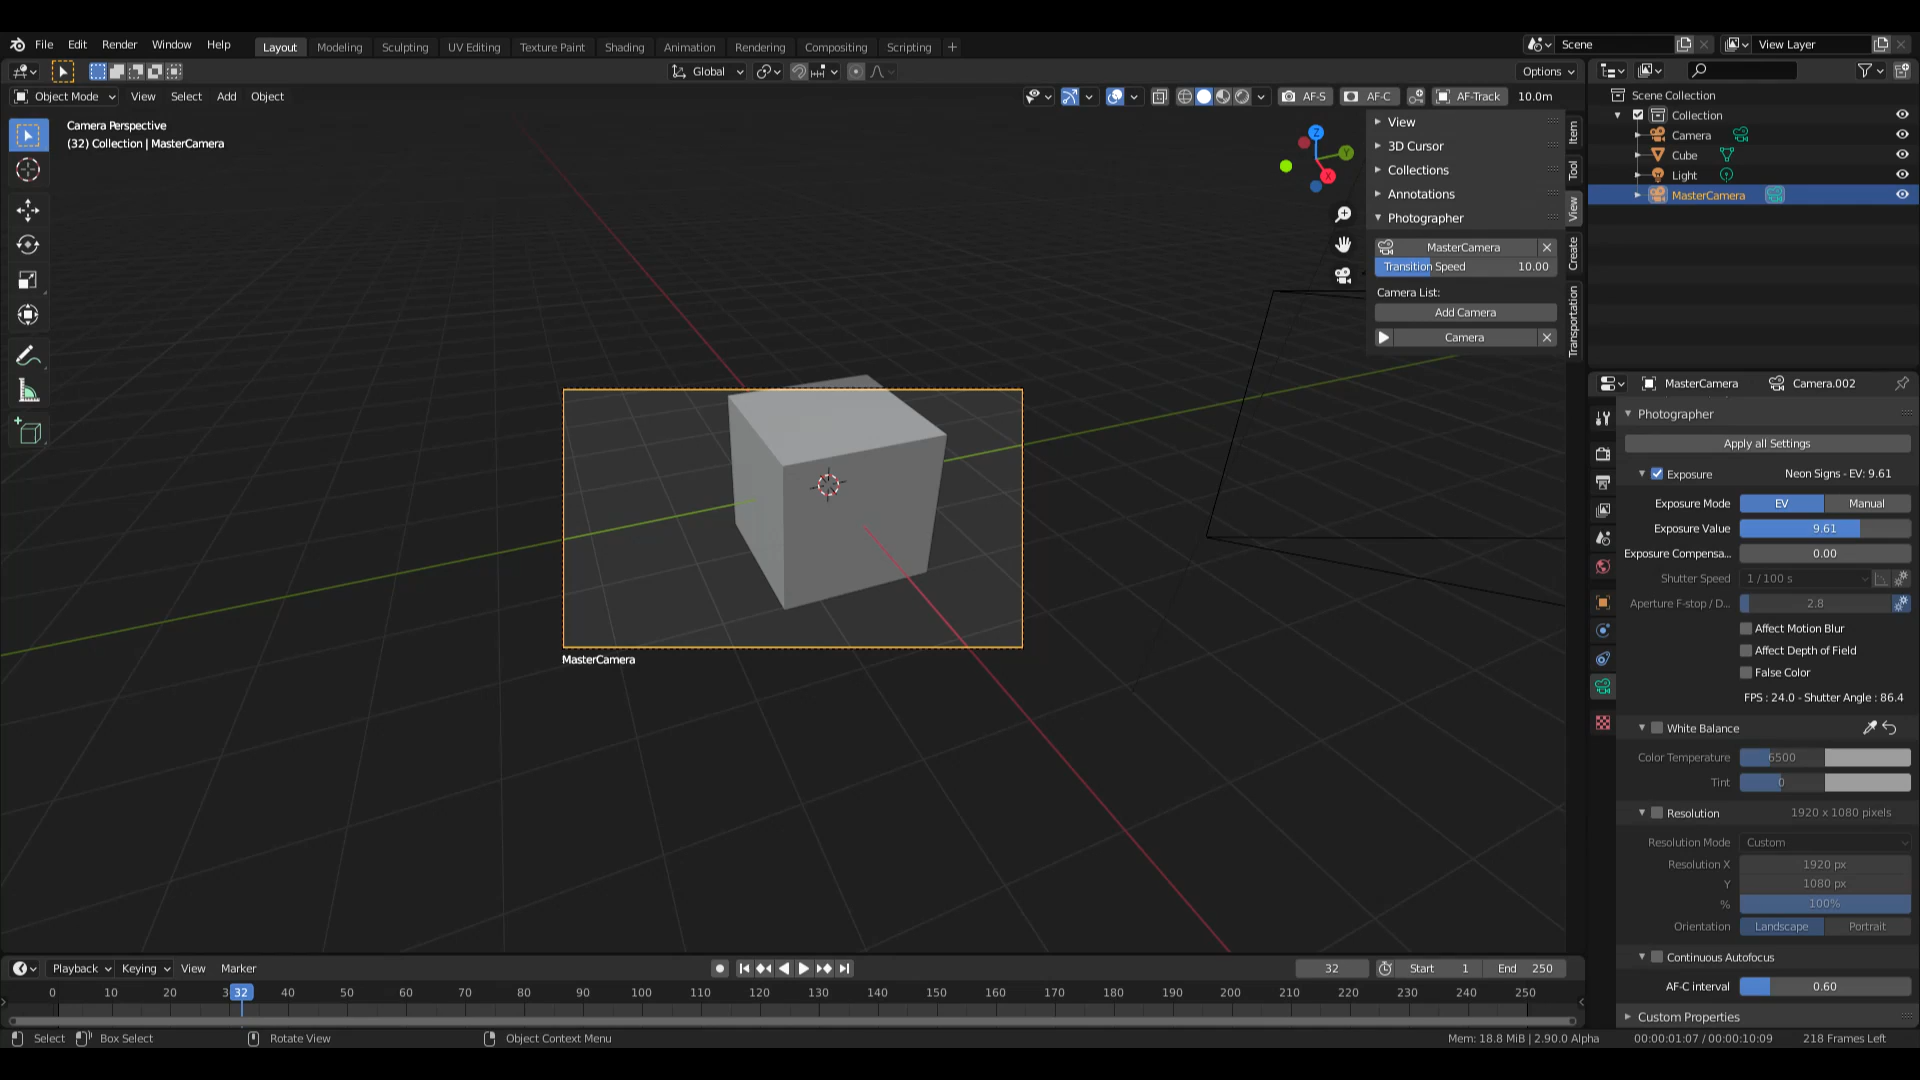 File Edit Render Window Help Layout Modeling Sculpting UV Editing Texture Paint Shading Animation Rendering Compositing Scripting + Scene View Layer
Global Options
Object Mode View Select Add Object AF-S AF-C AF-Track 10.0m
Camera Perspective
(32) Collection | MasterCamera
Z
Y
X
View
3D Cursor
Collections
Annotations
Photographer
MasterCamera
Transition Speed 10.00
Camera List:
Add Camera
Camera
Item
Tool
View
Create
Transportation
MasterCamera
Scene Collection
Collection
Camera
Cube
Light
MasterCamera
MasterCamera Camera.002
Photographer
Apply all Settings
Exposure Neon Signs - EV: 9.61
Exposure Mode EV Manual
Exposure Value 9.61
Exposure Compensa... 0.00
Shutter Speed 1 / 100 s
Aperture F-stop / D... 2.8
Affect Motion Blur
Affect Depth of Field
False Color
FPS : 24.0 - Shutter Angle : 86.4
White Balance
Color Temperature 6500
Tint 0
Resolution 1920 x 1080 pixels
Resolution Mode Custom
Resolution X 1920 px
Y 1080 px
% 100%
Orientation Landscape Portrait
Continuous Autofocus
AF-C interval 0.60
Custom Properties
Playback Keying View Marker 32 Start 1 End 250
0 10 20 3 32 40 50 60 70 80 90 100 110 120 130 140 150 160 170 180 190 200 210 220 230 240 250
Select Box Select Rotate View Object Context Menu Mem: 18.8 MiB | 2.90.0 Alpha 00:00:01:07 / 00:00:10:09 218 Frames Left